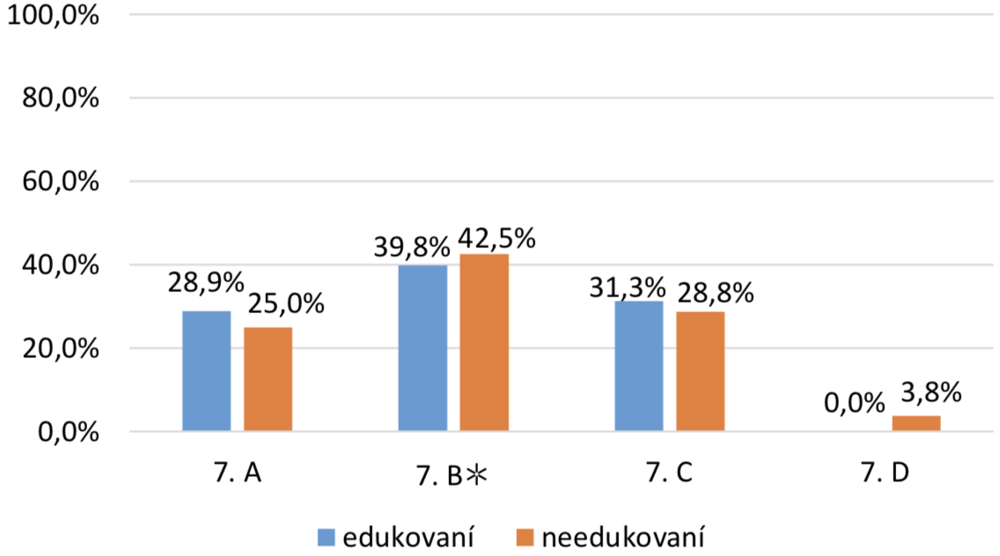 100,0%
80,0%
60,0%
40,0%
20,0%
0,0%
28,9%
25,0%
39,8%
42,5%
31,3%
28,8%
0,0%
3,8%
7. A
7. B*
7. C
7. D
edukovaní
needukovaní